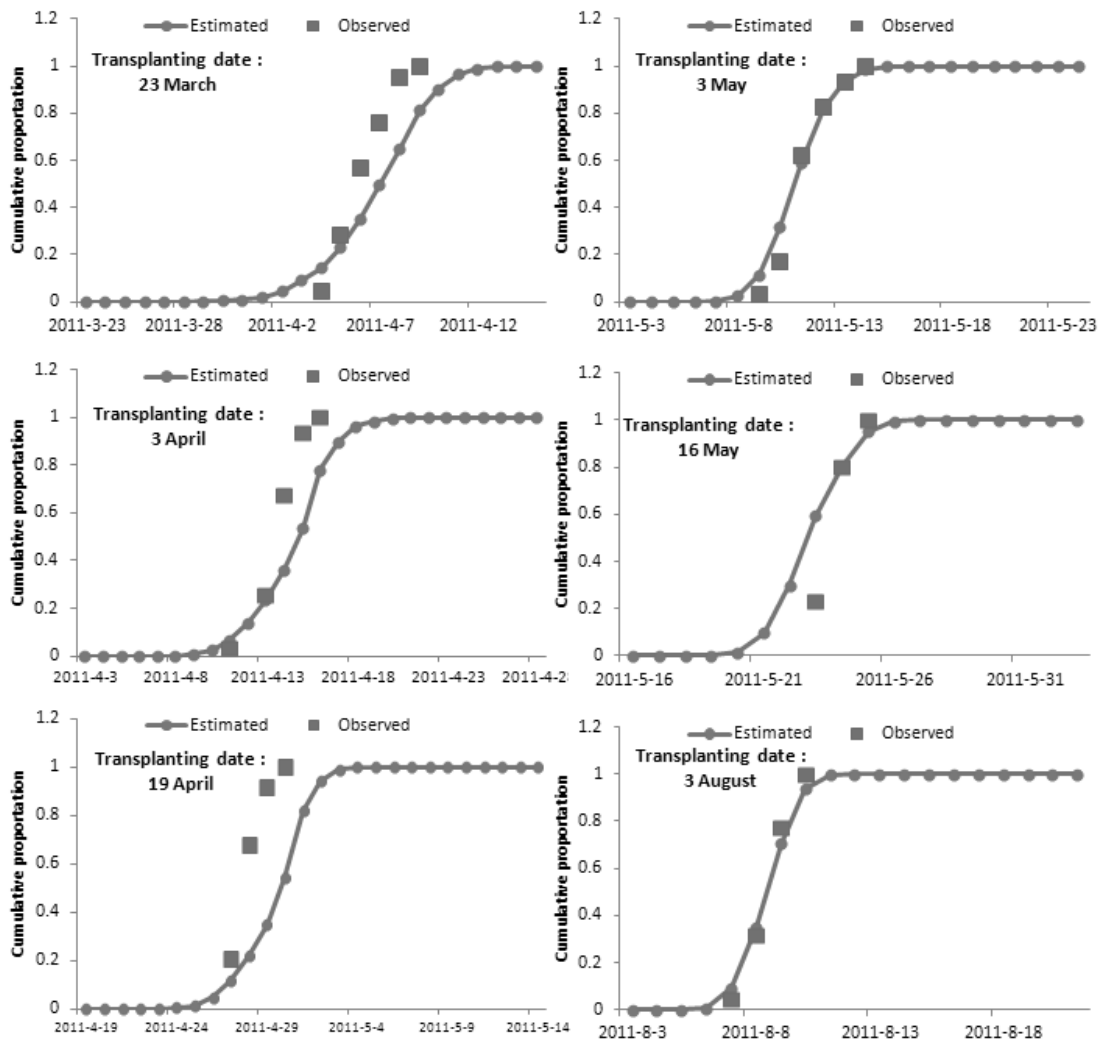 Estimated Observed
Transplanting date :
23 March
Cumulative proportation
1.2
1
0.8
0.6
0.4
0.2
0
2011-3-23 2011-3-28 2011-4-2 2011-4-7 2011-4-12
Estimated Observed
Transplanting date :
3 May
Cumulative proportation
1.2
1
0.8
0.6
0.4
0.2
0
2011-5-3 2011-5-8 2011-5-13 2011-5-18 2011-5-23
Estimated Observed
Transplanting date :
3 April
Cumulative proportation
1.2
1
0.8
0.6
0.4
0.2
0
2011-4-3 2011-4-8 2011-4-13 2011-4-18 2011-4-23 2011-4-28
Estimated Observed
Transplanting date :
16 May
Cumulative proportation
1.2
1
0.8
0.6
0.4
0.2
0
2011-5-16 2011-5-21 2011-5-26 2011-5-31
Estimated Observed
Transplanting date :
19 April
Cumulative proportation
1.2
1
0.8
0.6
0.4
0.2
0
2011-4-19 2011-4-24 2011-4-29 2011-5-4 2011-5-9 2011-5-14
Estimated Observed
Transplanting date :
3 August
Cumulative proportation
1.2
1
0.8
0.6
0.4
0.2
0
2011-8-3 2011-8-8 2011-8-13 2011-8-18